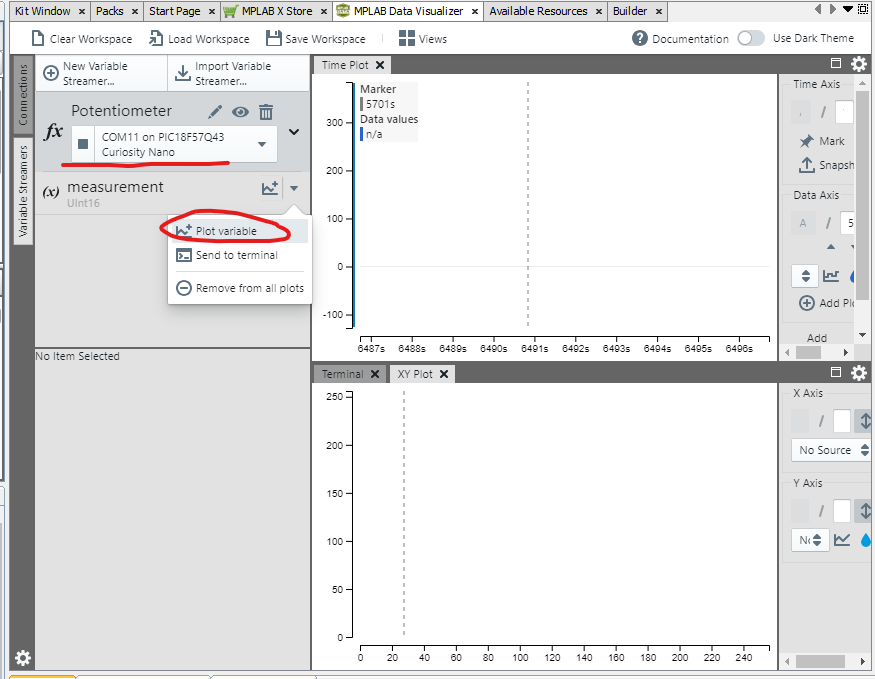 Kit Window × Packs × Start Page × MPLAB X Store × MPLAB Data Visualizer × Available Resources × Builder ×
Clear Workspace Load Workspace Save Workspace Views Documentation Use Dark Theme
Connections
Variable Streamers
New Variable
Streamer...
Import Variable
Streamer...
Potentiometer
fx
COM11 on PIC18F57Q43
Curiosity Nano
(x) measurement
UInt16
Plot variable
Send to terminal
Remove from all plots
No Item Selected
Time Plot ×
Marker
5701s
Data values
n/a
300
200
100
0
-100
6487s 6488s 6489s 6490s 6491s 6492s 6493s 6494s 6495s 6496s
Time Axis
/
Mark
Snapsh
Data Axis
A / 5
Add Plo
Add
Terminal × XY Plot ×
250
200
150
100
50
0
0 20 40 60 80 100 120 140 160 180 200 220 240
X Axis
/
No Source
Y Axis
/
No